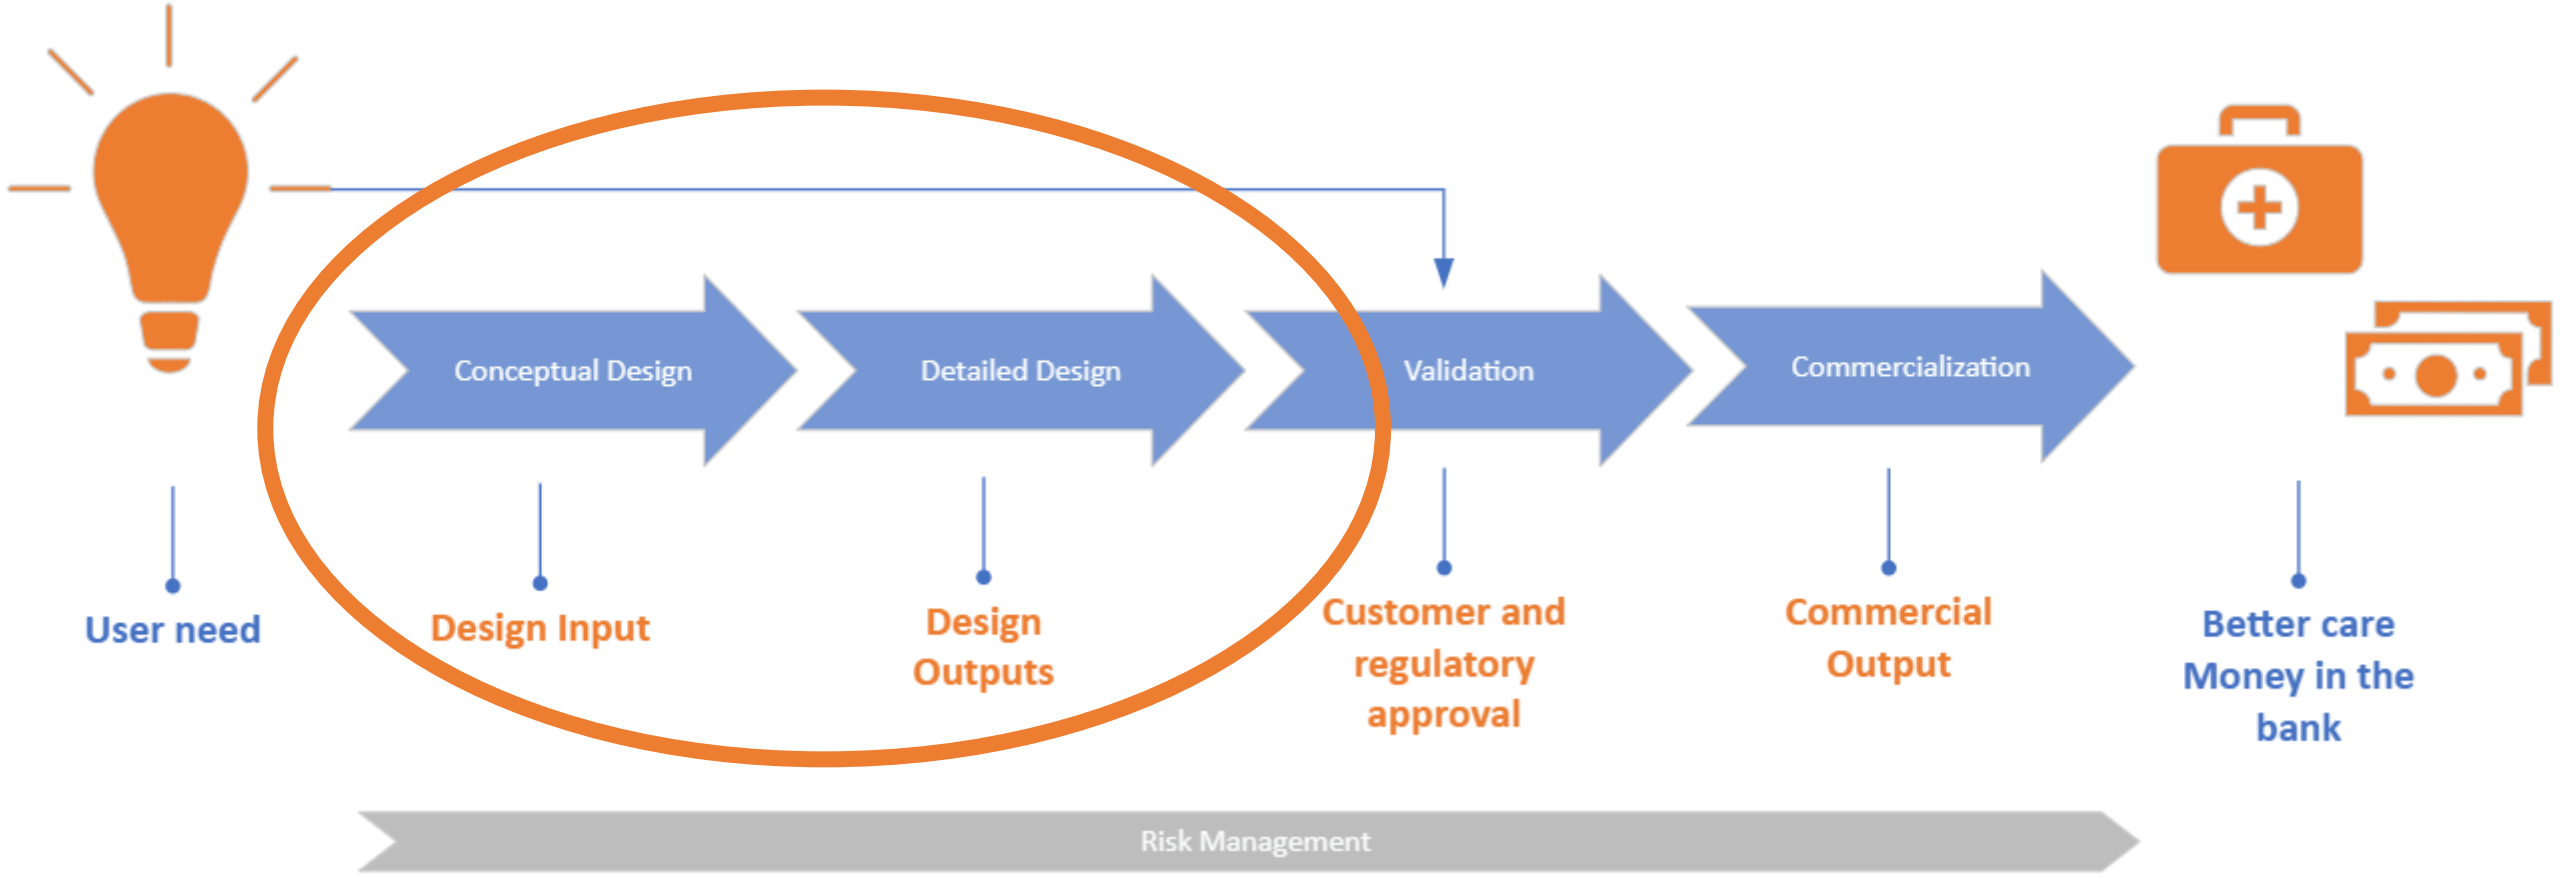 Conceptual Design
Detailed Design
Validation
Commercialization
User need
Design Input
Design
Outputs
Customer and
regulatory
approval
Commercial
Output
Better care
Money in the
bank
Risk Management